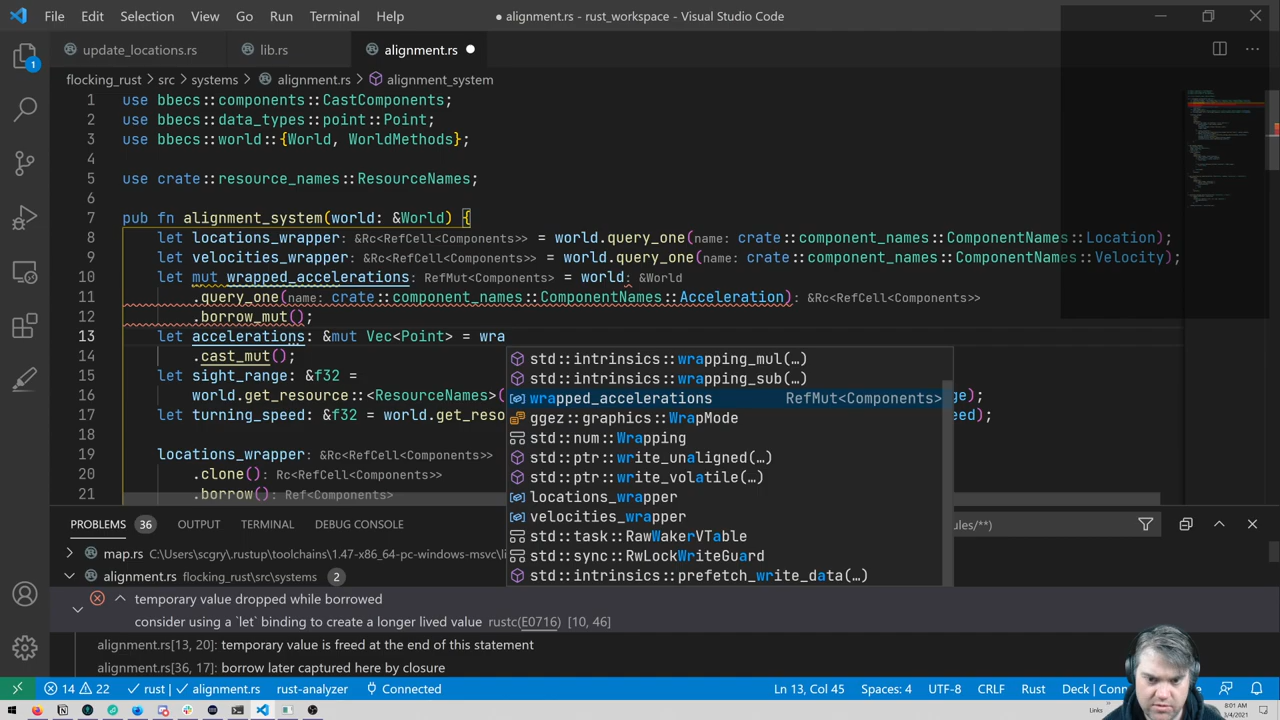 File Edit Selection View Go Run Terminal Help
● alignment.rs - rust_workspace - Visual Studio Code
update_locations.rs lib.rs alignment.rs ●
flocking_rust > src > systems > alignment.rs > alignment_system
1 use bbecs::components::CastComponents;
2 use bbecs::data_types::point::Point;
3 use bbecs::world::{World, WorldMethods};
4
5 use crate::resource_names::ResourceNames;
6
7 pub fn alignment_system(world: &World) {
8 let locations_wrapper: &Rc<RefCell<Components>> = world.query_one(name: crate::component_names::ComponentNames::Location);
9 let velocities_wrapper: &Rc<RefCell<Components>> = world.query_one(name: crate::component_names::ComponentNames::Velocity);
10 let mut wrapped_accelerations: RefMut<Components> = world: &World
11 .query_one(name: crate::component_names::ComponentNames::Acceleration): &Rc<RefCell<Components>>
12 .borrow_mut();
13 let accelerations: &mut Vec<Point> = wra
14 .cast_mut();
15 let sight_range: &f32 =
16 world.get_resource::<ResourceNames>( ge);
17 let turning_speed: &f32 = world.get_reso eed);
18
19 locations_wrapper: &Rc<RefCell<Components>>
20 .clone(): Rc<RefCell<Components>>
21 .borrow(): Ref<Components>
std::intrinsics::wrapping_mul(…)
std::intrinsics::wrapping_sub(…)
wrapped_accelerations RefMut<Components>
ggez::graphics::WrapMode
std::num::Wrapping
std::ptr::write_unaligned(…)
std::ptr::write_volatile(…)
locations_wrapper
velocities_wrapper
std::task::RawWakerVTable
std::sync::RwLockWriteGuard
std::intrinsics::prefetch_write_data(…)
PROBLEMS 36 OUTPUT TERMINAL DEBUG CONSOLE
ules/**)
map.rs C:\Users\scgry\.rustup\toolchains\1.47-x86_64-pc-windows-msvc\li
alignment.rs flocking_rust\src\systems 2
temporary value dropped while borrowed
consider using a `let` binding to create a longer lived value rustc(E0716) [10, 46]
alignment.rs[13, 20]: temporary value is freed at the end of this statement
alignment.rs[36, 17]: borrow later captured here by closure
14 22 rust | alignment.rs rust-analyzer Connected Ln 13, Col 45 Spaces: 4 UTF-8 CRLF Rust Deck | Conn
Links 8:01 AM
3/4/2021